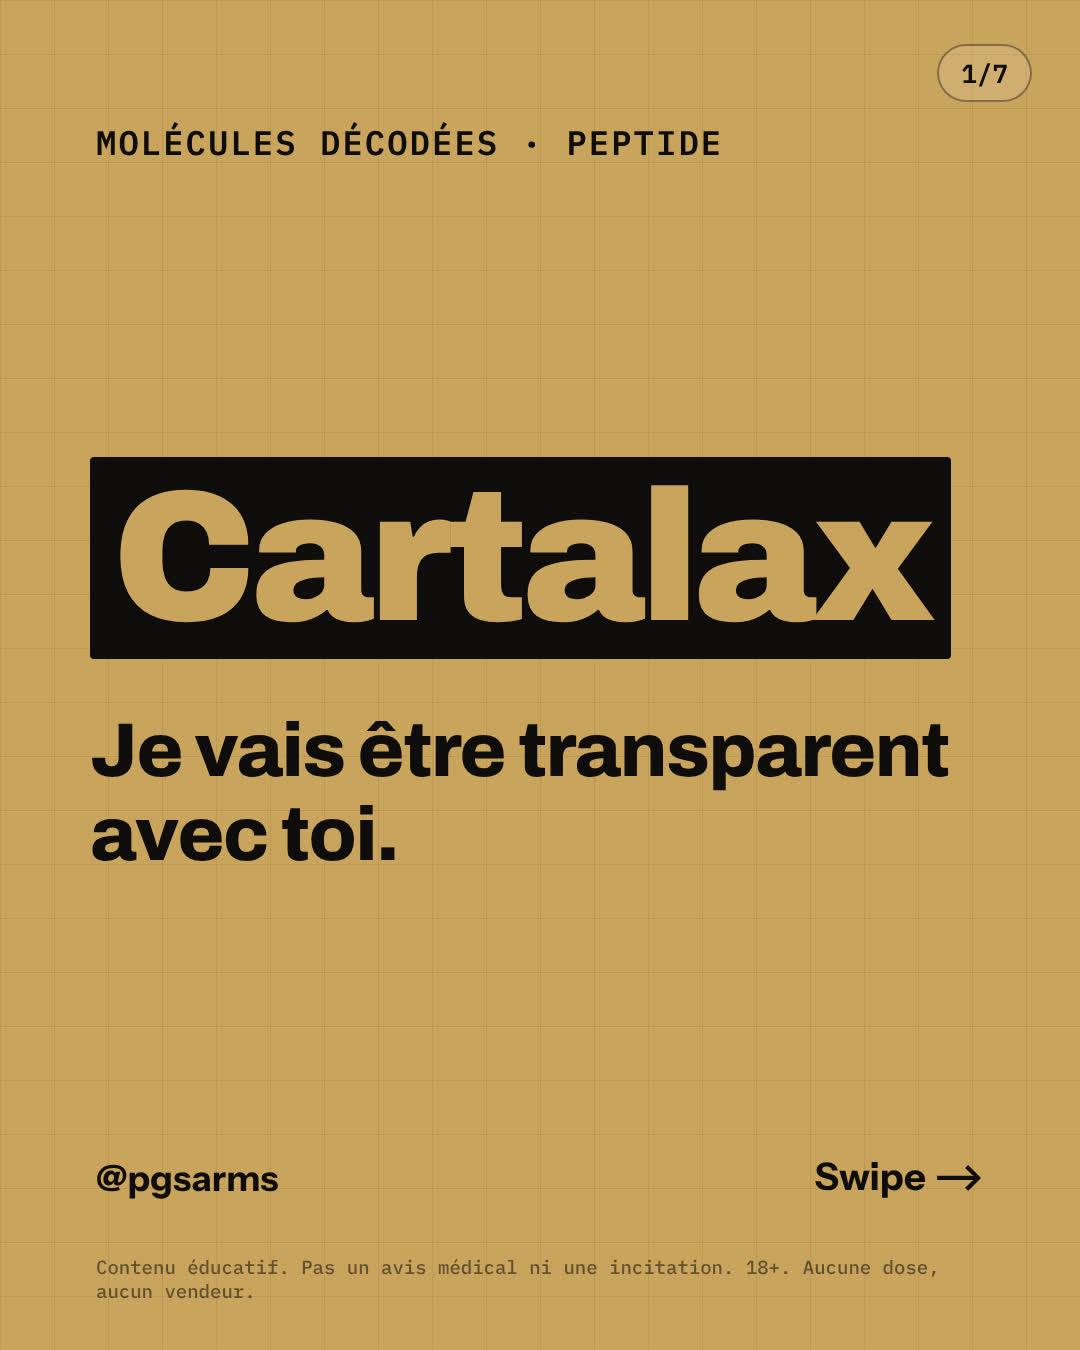 1/7
MOLÉCULES DÉCODÉES · PEPTIDE
Cartalax
Je vais être transparent
avec toi.
@pgsarms
Swipe →
Contenu éducatif. Pas un avis médical ni une incitation. 18+. Aucune dose,
aucun vendeur.